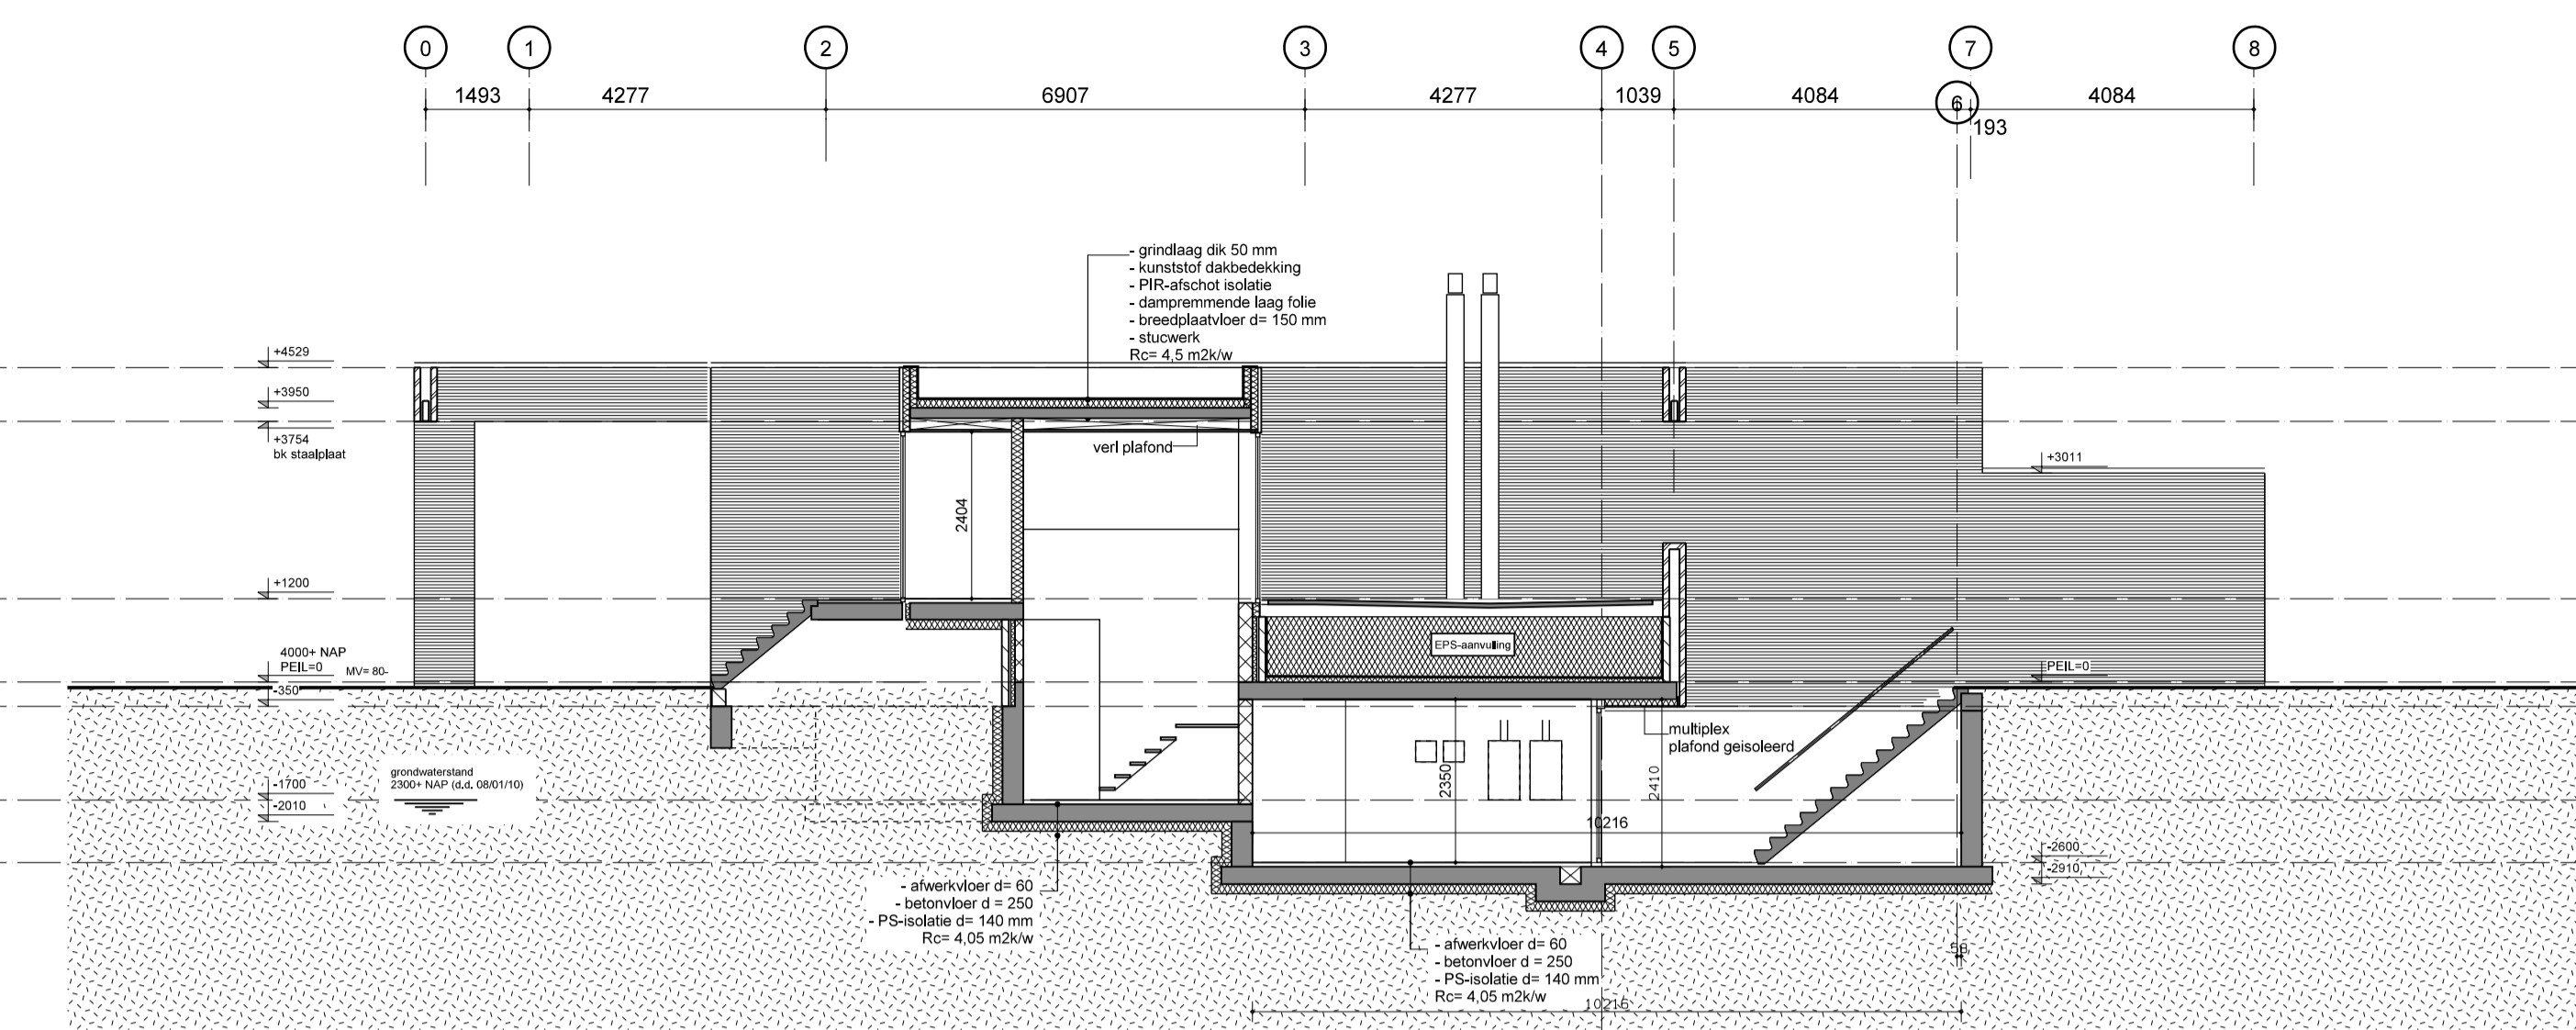 0 1 2 3 4 5 7 8
1493 4277 6907 4277 1039 4084 6 4084
193
- grindlaag dik 50 mm
- kunststof dakbedekking
- PIR-afschot isolatie
- dampremmende laag folie
- breedplaatvloer d= 150 mm
- stucwerk
Rc= 4,5 m2k/w
+4529
+3950
+3754
bk staalplaat
verl plafond
+3011
2404
+1200
EPS-aanvulling
4000+ NAP
PEIL=0
MV= 80-
-350
PEIL=0
multiplex
plafond geisoleerd
grondwaterstand
2300+ NAP (d.d. 08/01/10)
-1700
-2010
2350
2410
10216
-2600
-2910
- afwerkvloer d= 60
- betonvloer d = 250
- PS-isolatie d= 140 mm
Rc= 4,05 m2k/w
- afwerkvloer d= 60
- betonvloer d = 250
- PS-isolatie d= 140 mm
Rc= 4,05 m2k/w
10216